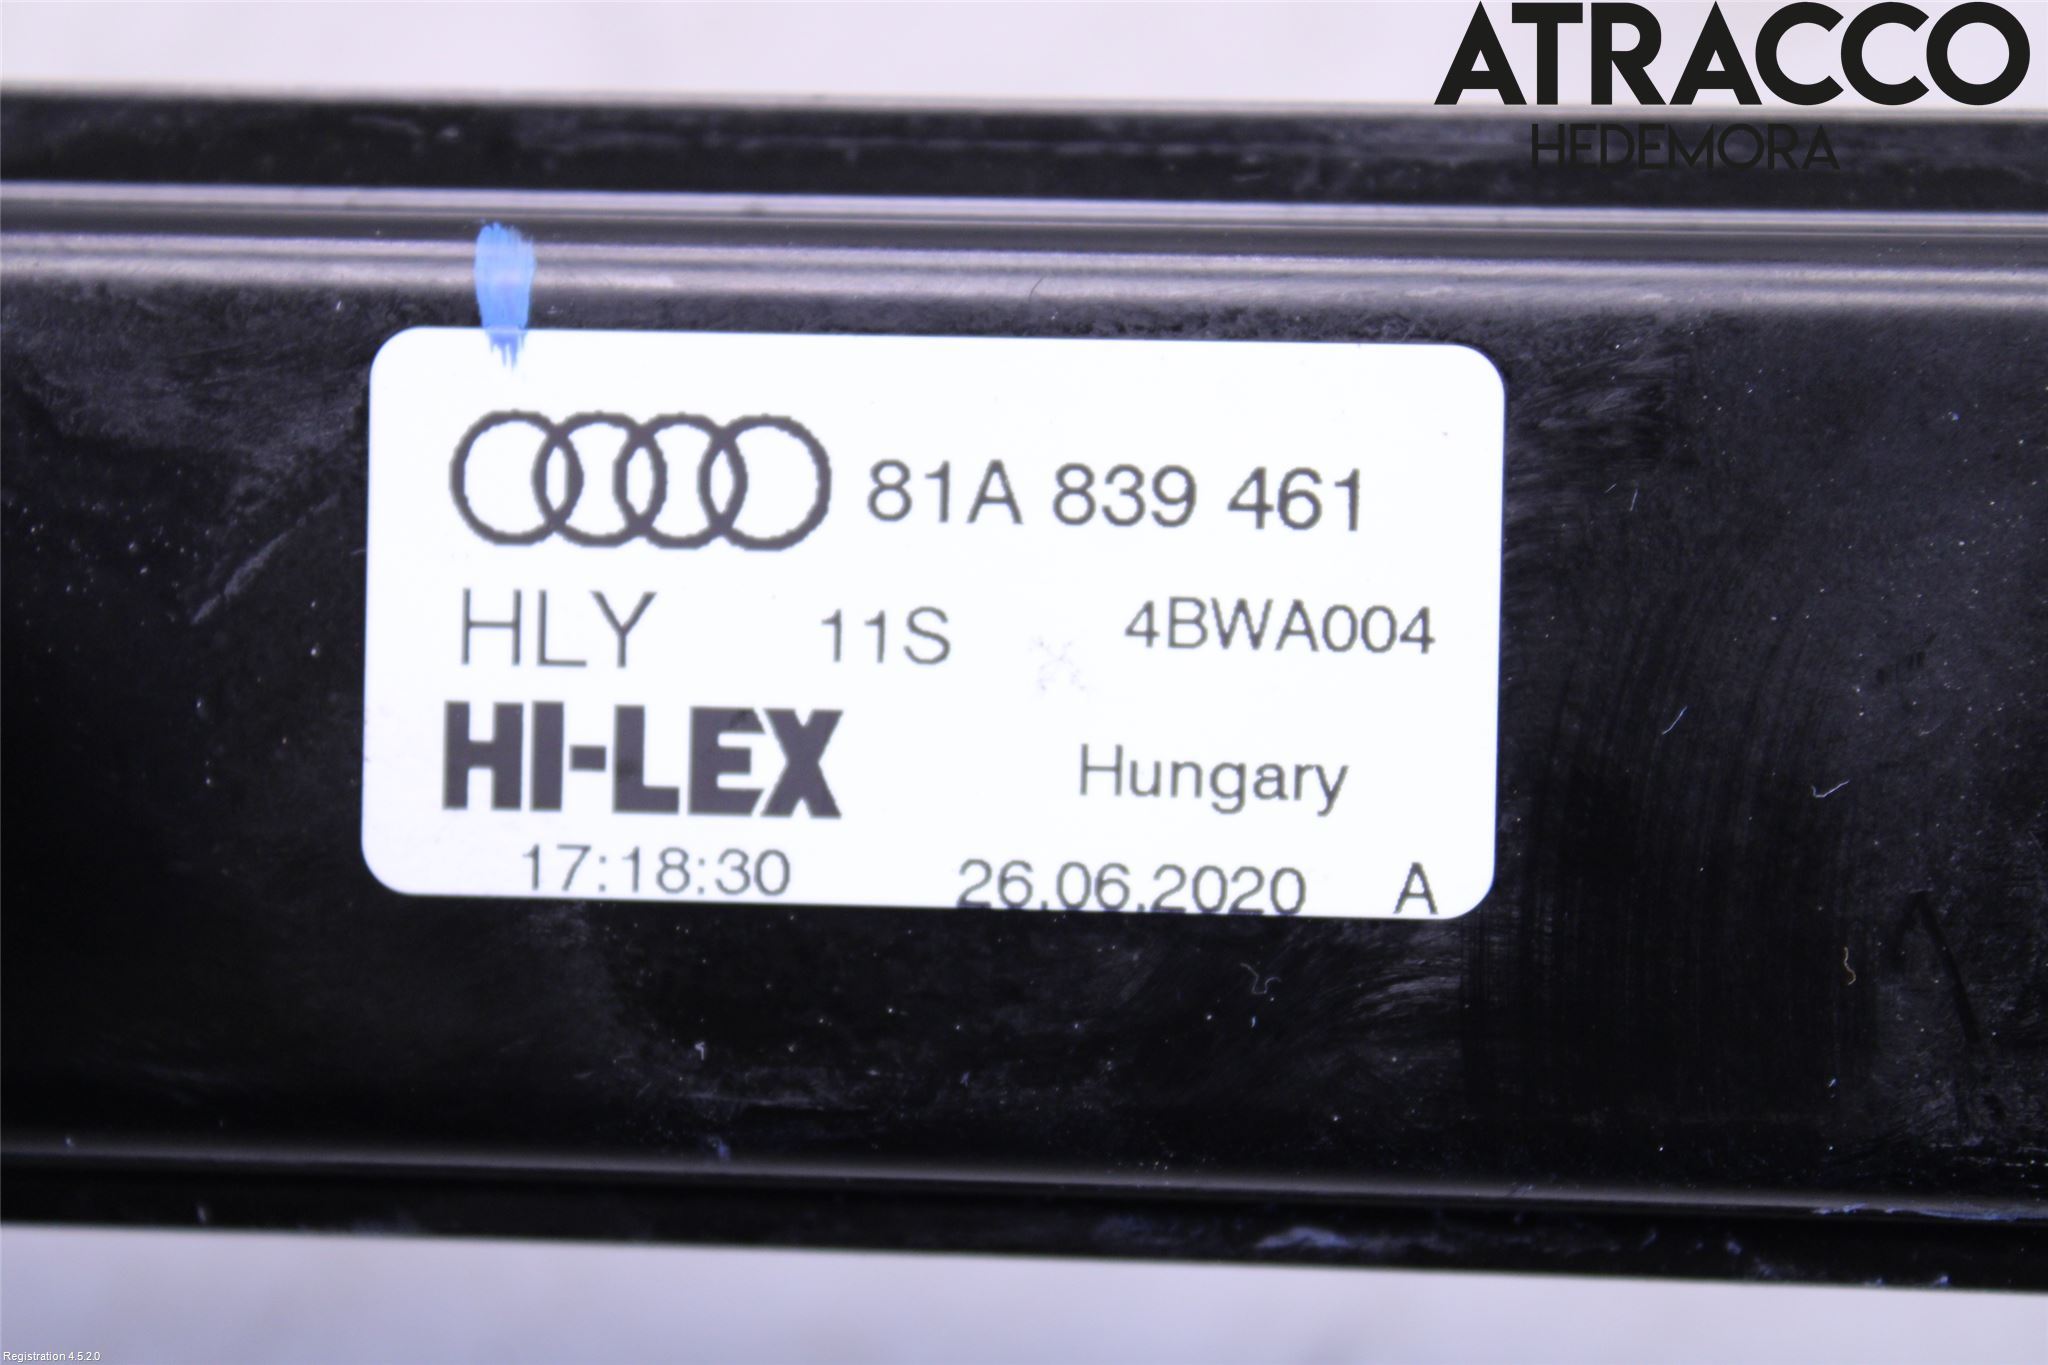 ATRACCO
HEDEMORA
81A 839 461
HLY 11S 4BWA004
HI-LEX Hungary
17:18:30 26.06.2020 A
Registration 4.5.2.0